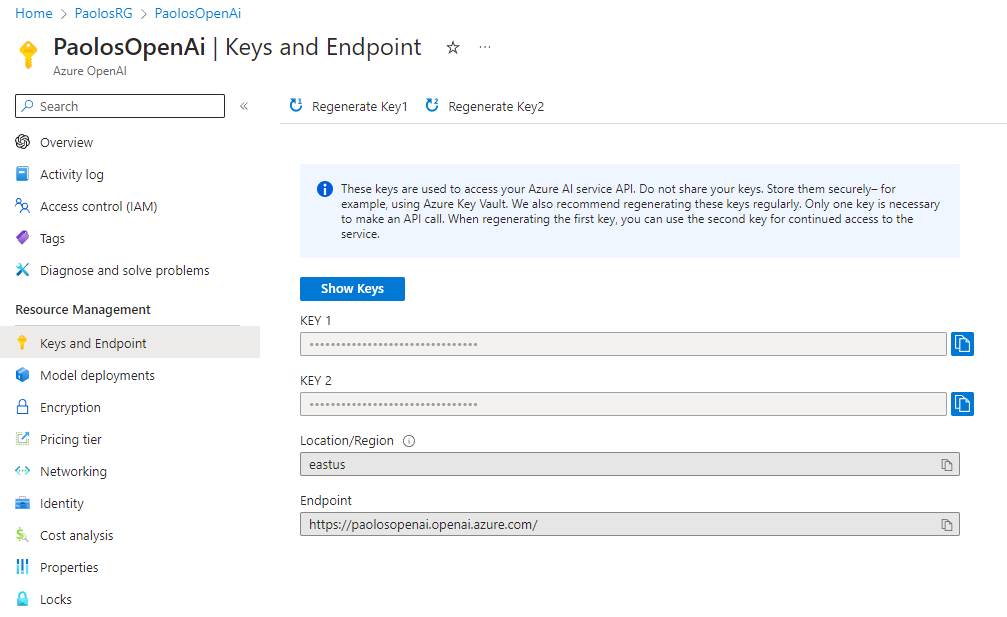 Home > PaolosRG > PaolosOpenAi
PaolosOpenAi | Keys and Endpoint
Azure OpenAI
Search
Overview
Activity log
Access control (IAM)
Tags
Diagnose and solve problems
Resource Management
Keys and Endpoint
Model deployments
Encryption
Pricing tier
Networking
Identity
Cost analysis
Properties
Locks
Regenerate Key1 Regenerate Key2
These keys are used to access your Azure AI service API. Do not share your keys. Store them securely– for
example, using Azure Key Vault. We also recommend regenerating these keys regularly. Only one key is necessary
to make an API call. When regenerating the first key, you can use the second key for continued access to the
service.
Show Keys
KEY 1
••••••••••••••••••••••••••••••••
KEY 2
••••••••••••••••••••••••••••••••
Location/Region
eastus
Endpoint
https://paolosopenai.openai.azure.com/